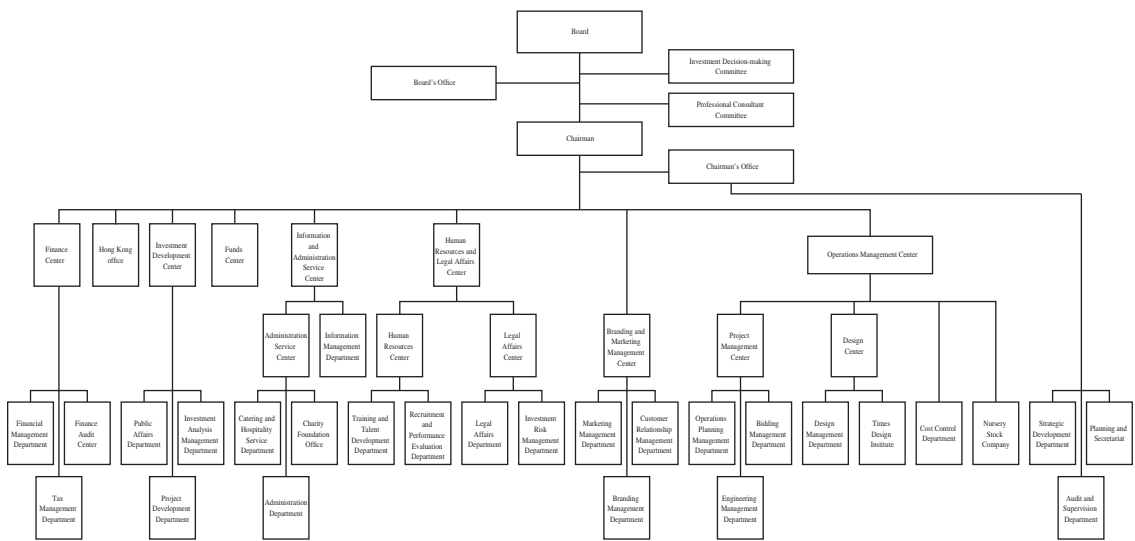 Board
Investment Decision-making
Committee
Board's Office
Professional Consultant
Committee
Chairman
Chairman's Office
Finance
Center
Hong Kong
office
Investment
Development
Center
Funds
Center
Information
and
Administration
Service
Center
Human
Resources and
Legal Affairs
Center
Operations Management Center
Administration
Service
Center
Information
Management
Department
Human
Resources
Center
Legal
Affairs
Center
Branding and
Marketing
Management
Center
Project
Management
Center
Design
Center
Financial
Management
Department
Finance
Audit
Center
Public
Affairs
Department
Investment
Analysis
Management
Department
Catering and
Hospitality
Service
Department
Charity
Foundation
Office
Training and
Talent
Development
Department
Recruitment
and
Performance
Evaluation
Department
Legal
Affairs
Department
Investment
Risk
Management
Department
Marketing
Management
Department
Customer
Relationship
Management
Department
Operations
Planning
Management
Department
Bidding
Management
Department
Design
Management
Department
Times
Design
Institute
Cost Control
Department
Nursery
Stock
Company
Strategic
Development
Department
Planning and
Secretariat
Tax
Management
Department
Project
Development
Department
Administration
Department
Branding
Management
Department
Engineering
Management
Department
Audit and
Supervision
Department